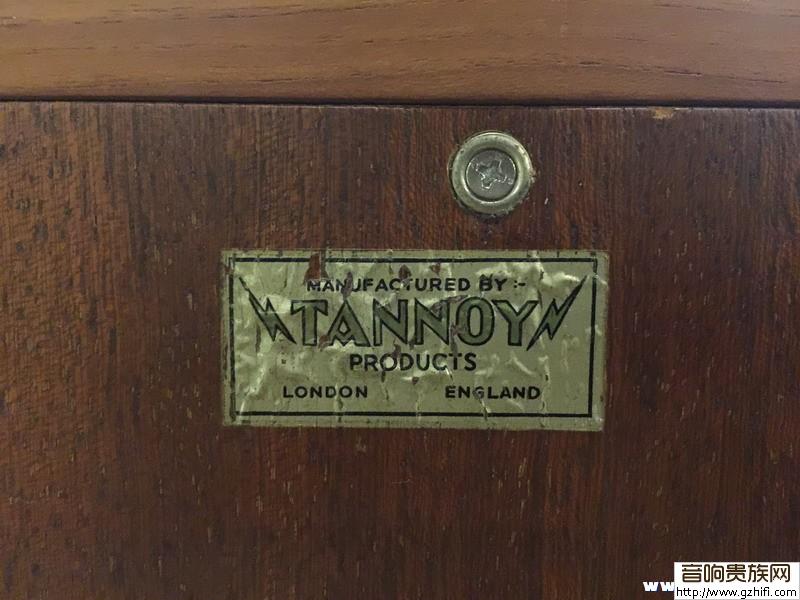 MANUFACTURED BY :-
TANNOY
PRODUCTS
LONDON ENGLAND
音响贵族网
http://www.gzhifi.com